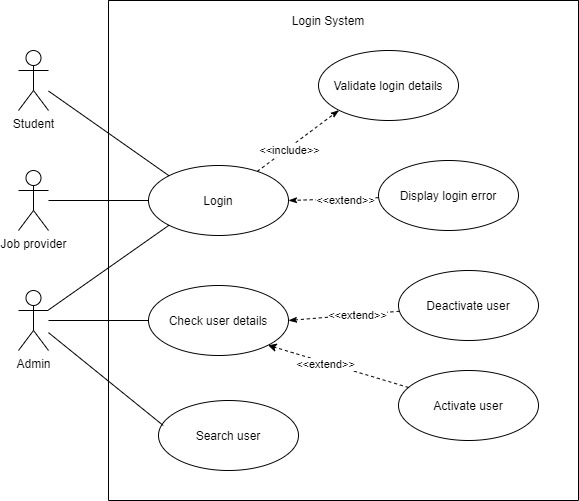 Login System
Validate login details
Student
<<include>>
Login
Display login error
<<extend>>
Job provider
Deactivate user
<<extend>>
Check user details
Admin
<<extend>>
Activate user
Search user